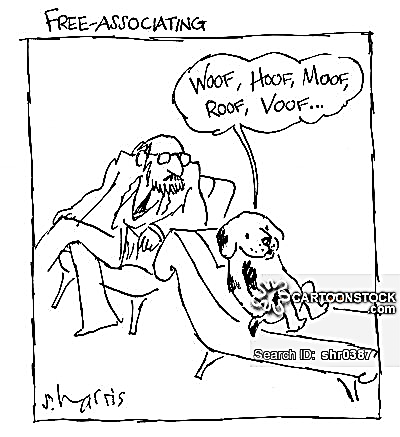 FREE-ASSOCIATING
WOOF, HOOF, MOOF,
ROOF, VOOF...
CARTOONSTOCK
.com
Search ID: shr0387
s.harris